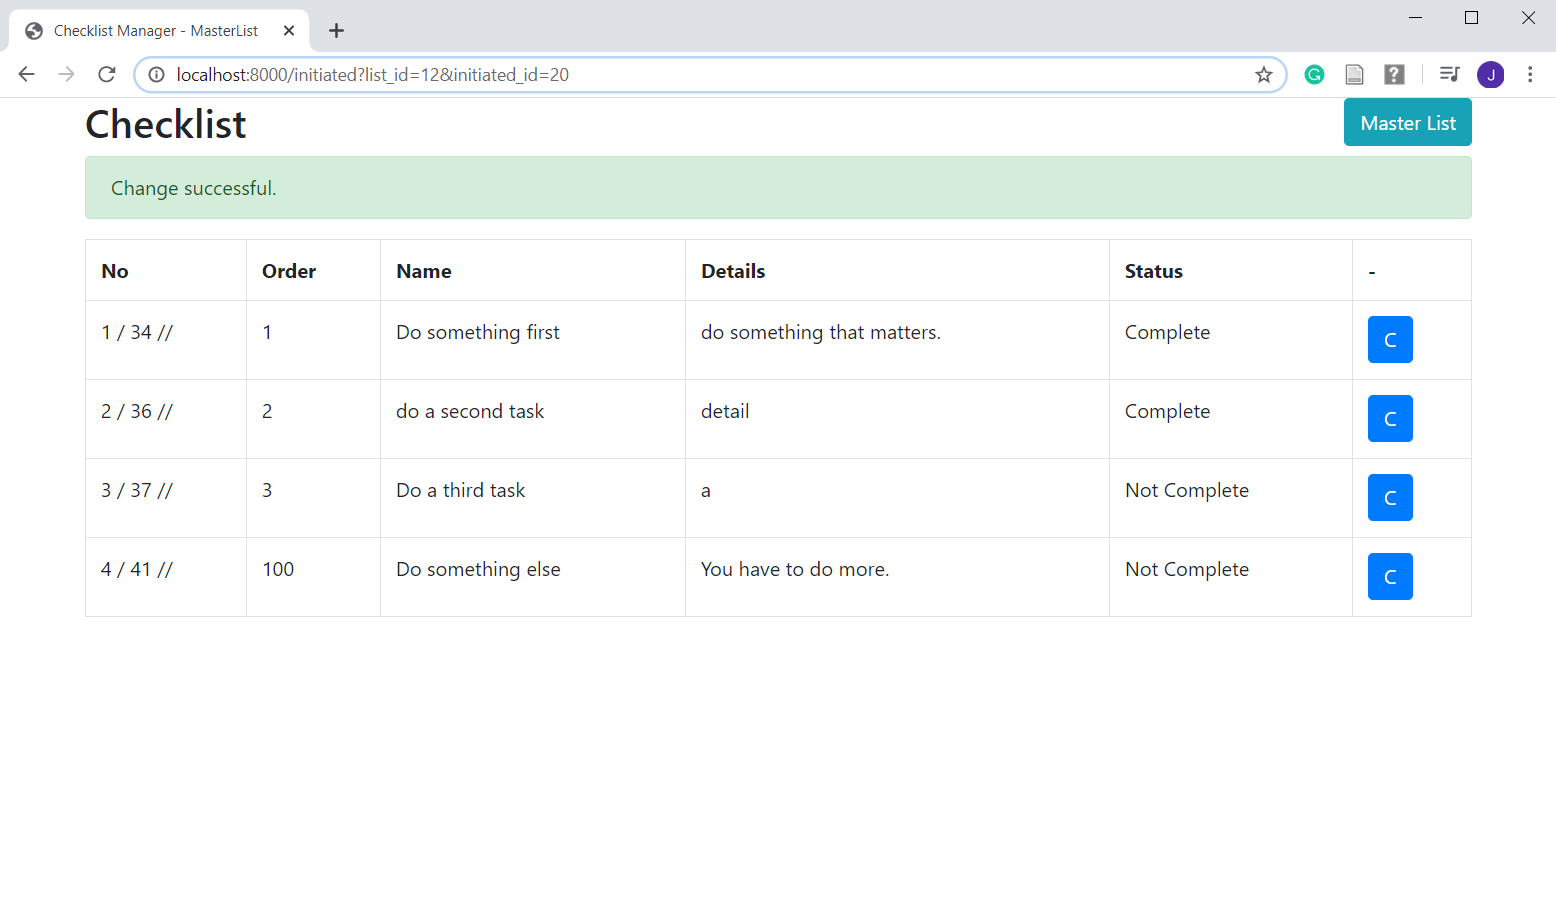 Checklist Manager - MasterList
localhost:8000/initiated?list_id=12&initiated_id=20
J
Checklist
Master List
Change successful.
No Order Name Details Status -
1 / 34 // 1 Do something first do something that matters. Complete C
2 / 36 // 2 do a second task detail Complete C
3 / 37 // 3 Do a third task a Not Complete C
4 / 41 // 100 Do something else You have to do more. Not Complete C